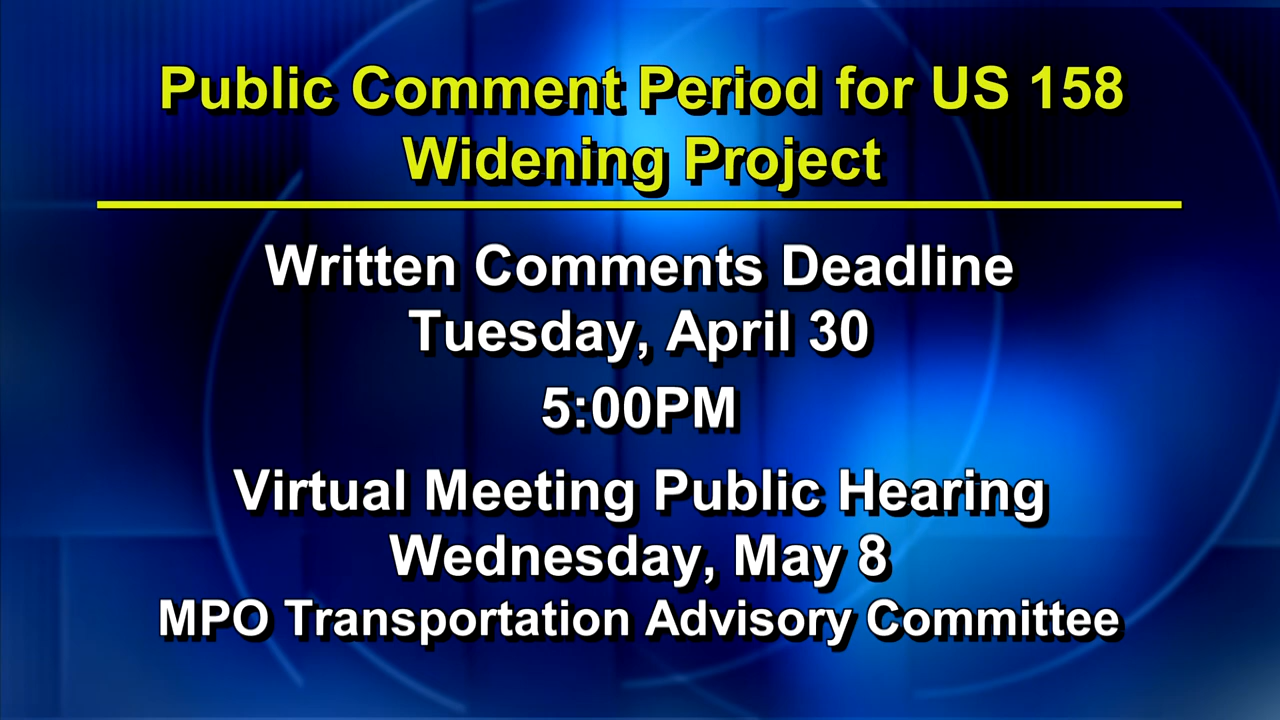 Public Comment Period for US 158
Widening Project
Written Comments Deadline
Tuesday, April 30
5:00PM
Virtual Meeting Public Hearing
Wednesday, May 8
MPO Transportation Advisory Committee